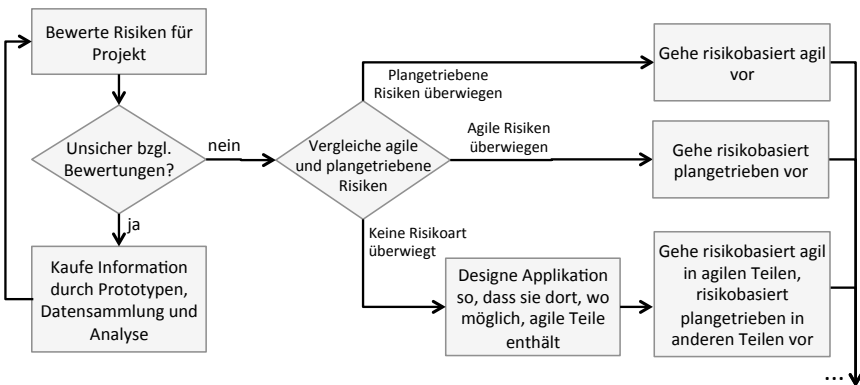 Bewerte Risiken für
Projekt
Unsicher bzgl.
Bewertungen?
nein
ja
Kaufe Information
durch Prototypen,
Datensammlung und
Analyse
Vergleiche agile
und plangetriebene
Risiken
Plangetriebene
Risiken überwiegen
Gehe risikobasiert agil
vor
Agile Risiken
überwiegen
Gehe risikobasiert
plangetrieben vor
Keine Risikoart
überwiegt
Designe Applikation
so, dass sie dort, wo
möglich, agile Teile
enthält
Gehe risikobasiert agil
in agilen Teilen,
risikobasiert
plangetrieben in
anderen Teilen vor
...